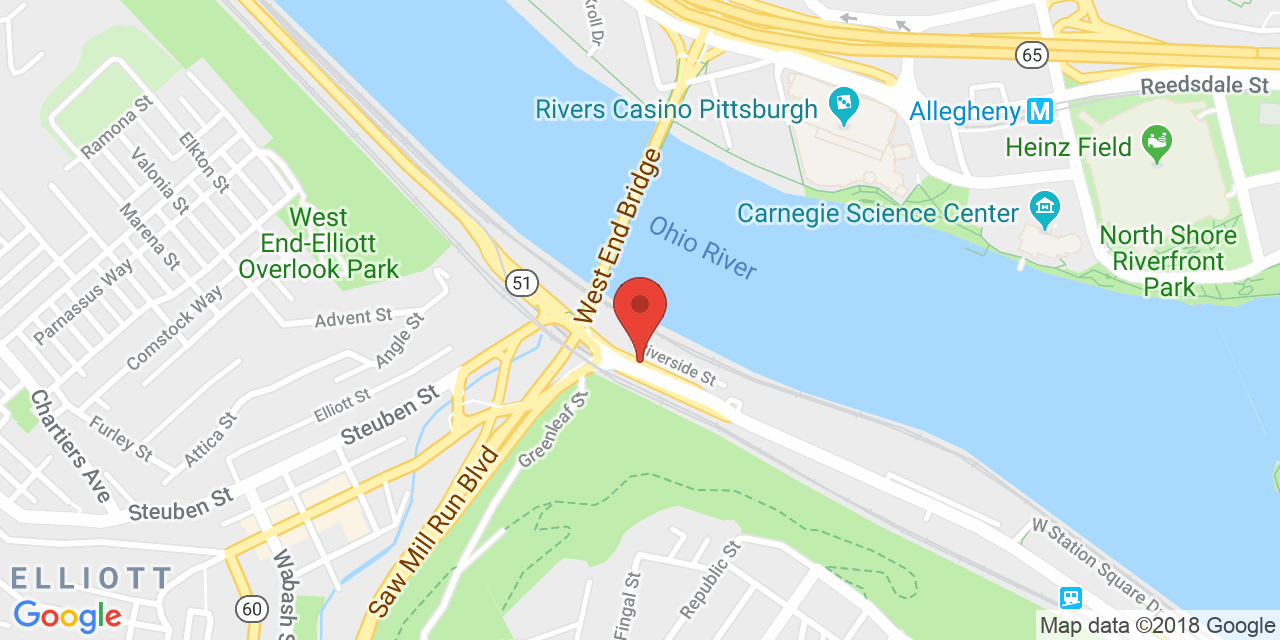 Kroll Dr
65
Reedsdale St
Rivers Casino Pittsburgh
Allegheny M
Heinz Field
Ramona St
Elkton St
Valonia St
Marena St
West
End-Elliott
Overlook Park
West End Bridge
Ohio River
Carnegie Science Center
North Shore
Riverfront
Park
51
Parnassus Way
Comstock Way
Advent St
Angle St
Riverside St
Elliott St
Steuben St
Greenleaf St
Chartiers Ave
Furley St
Attica St
Steuben St
Saw Mill Run Blvd
W Station Square Dr
Republic St
Fingal St
Wabash S
ELLIOTT
60
Google
Map data ©2018 Google